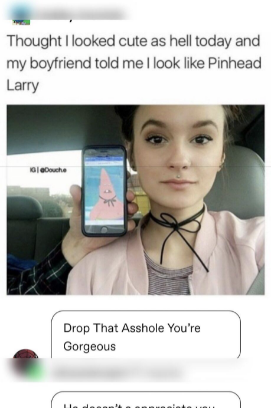 Thought I looked cute as hell today and
my boyfriend told me I look like Pinhead
Larry
IG | @Douch.e
Drop That Asshole You're
Gorgeous